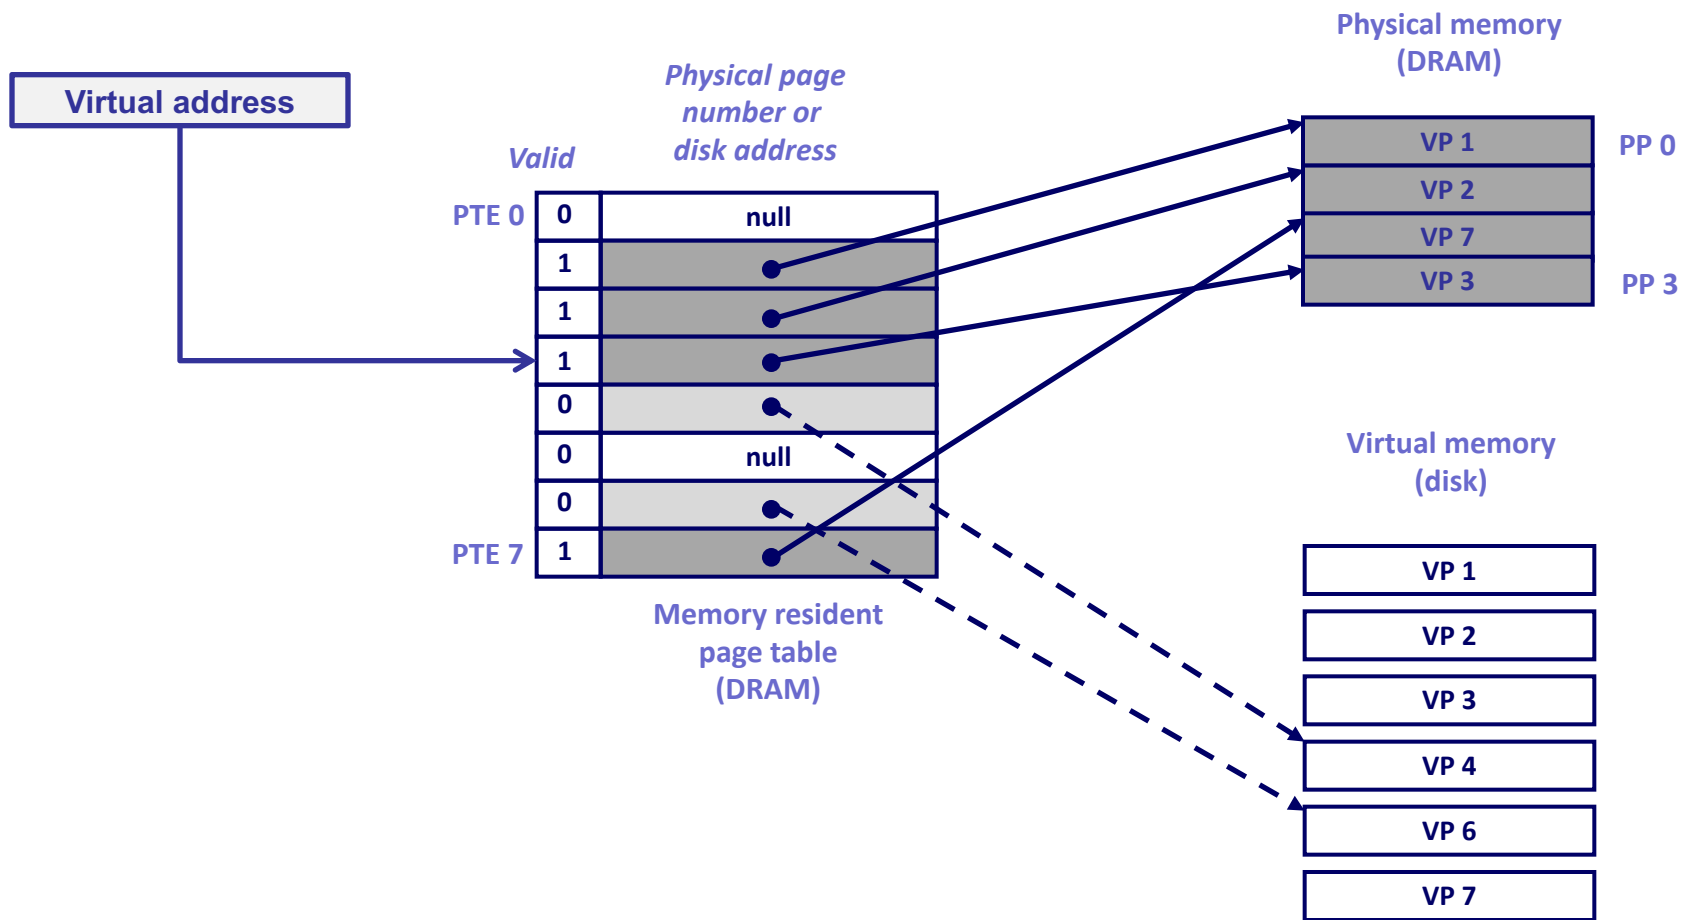 Physical memory
(DRAM)
Virtual address
Physical page
number or
disk address
Valid
PTE 0
0
null
1
1
1
0
0
null
0
PTE 7
1
Memory resident
page table
(DRAM)
VP 1
PP 0
VP 2
VP 7
VP 3
PP 3
Virtual memory
(disk)
VP 1
VP 2
VP 3
VP 4
VP 6
VP 7